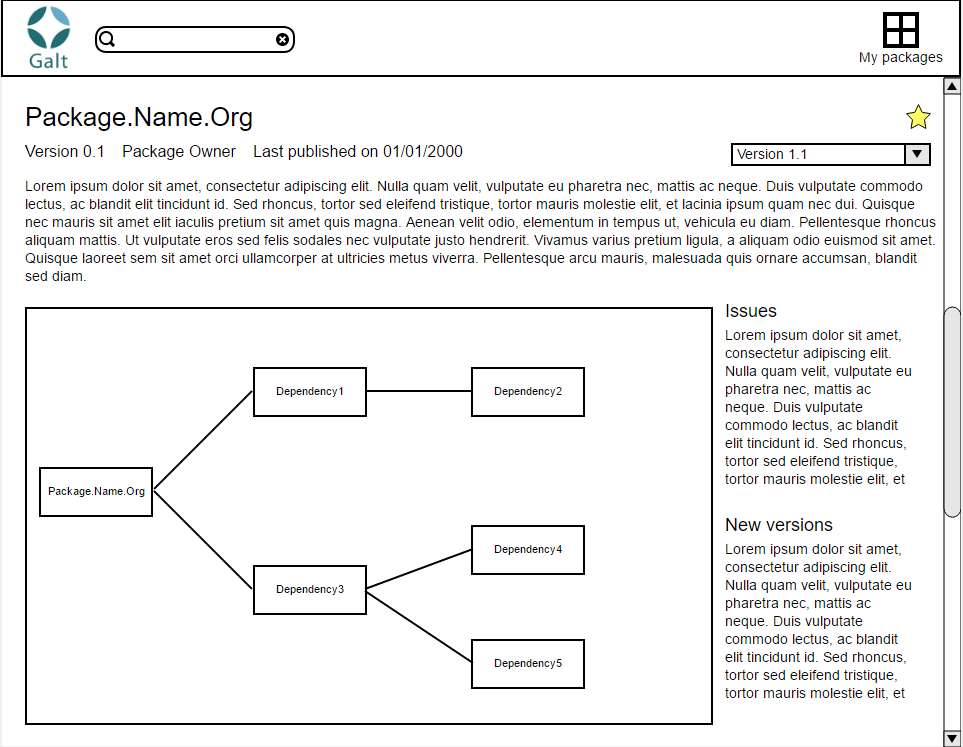 Galt
My packages
Package.Name.Org
Version 0.1 Package Owner Last published on 01/01/2000
Version 1.1
Lorem ipsum dolor sit amet, consectetur adipiscing elit. Nulla quam velit, vulputate eu pharetra nec, mattis ac neque. Duis vulputate commodo
lectus, ac blandit elit tincidunt id. Sed rhoncus, tortor sed eleifend tristique, tortor mauris molestie elit, et lacinia ipsum quam nec dui. Quisque
nec mauris sit amet elit iaculis pretium sit amet quis magna. Aenean velit odio, elementum in tempus ut, vehicula eu diam. Pellentesque rhoncus
aliquam mattis. Ut vulputate eros sed felis sodales nec vulputate justo hendrerit. Vivamus varius pretium ligula, a aliquam odio euismod sit amet.
Quisque laoreet sem sit amet orci ullamcorper at ultricies metus viverra. Pellentesque arcu mauris, malesuada quis ornare accumsan, blandit
sed diam.
Dependency1
Dependency2
Package.Name.Org
Dependency4
Dependency3
Dependency5
Issues
Lorem ipsum dolor sit amet,
consectetur adipiscing elit.
Nulla quam velit, vulputate eu
pharetra nec, mattis ac
neque. Duis vulputate
commodo lectus, ac blandit
elit tincidunt id. Sed rhoncus,
tortor sed eleifend tristique,
tortor mauris molestie elit, et
New versions
Lorem ipsum dolor sit amet,
consectetur adipiscing elit.
Nulla quam velit, vulputate eu
pharetra nec, mattis ac
neque. Duis vulputate
commodo lectus, ac blandit
elit tincidunt id. Sed rhoncus,
tortor sed eleifend tristique,
tortor mauris molestie elit, et